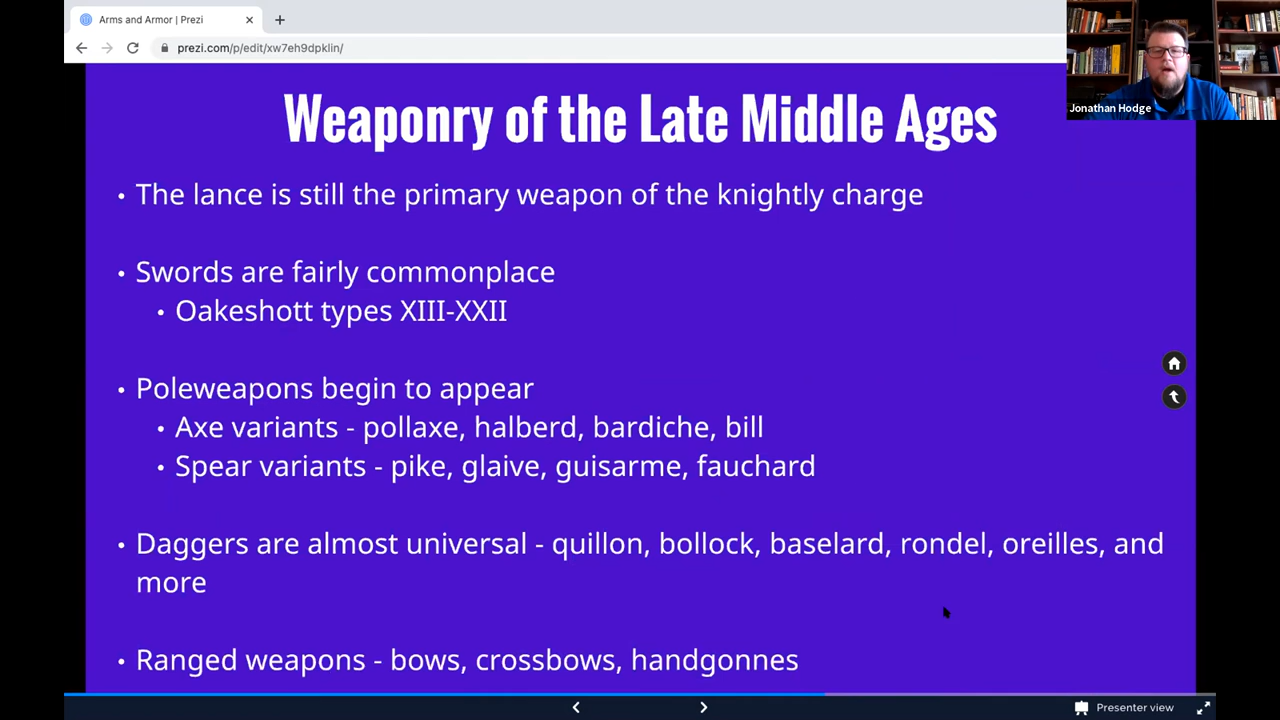 Arms and Armor | Prezi
prezi.com/p/edit/xw7eh9dpklin/
Jonathan Hodge
Weaponry of the Late Middle Ages
• The lance is still the primary weapon of the knightly charge
• Swords are fairly commonplace
• Oakeshott types XIII-XXII
• Poleweapons begin to appear
• Axe variants - pollaxe, halberd, bardiche, bill
• Spear variants - pike, glaive, guisarme, fauchard
• Daggers are almost universal - quillon, bollock, baselard, rondel, oreilles, and
more
• Ranged weapons - bows, crossbows, handgonnes
Presenter view